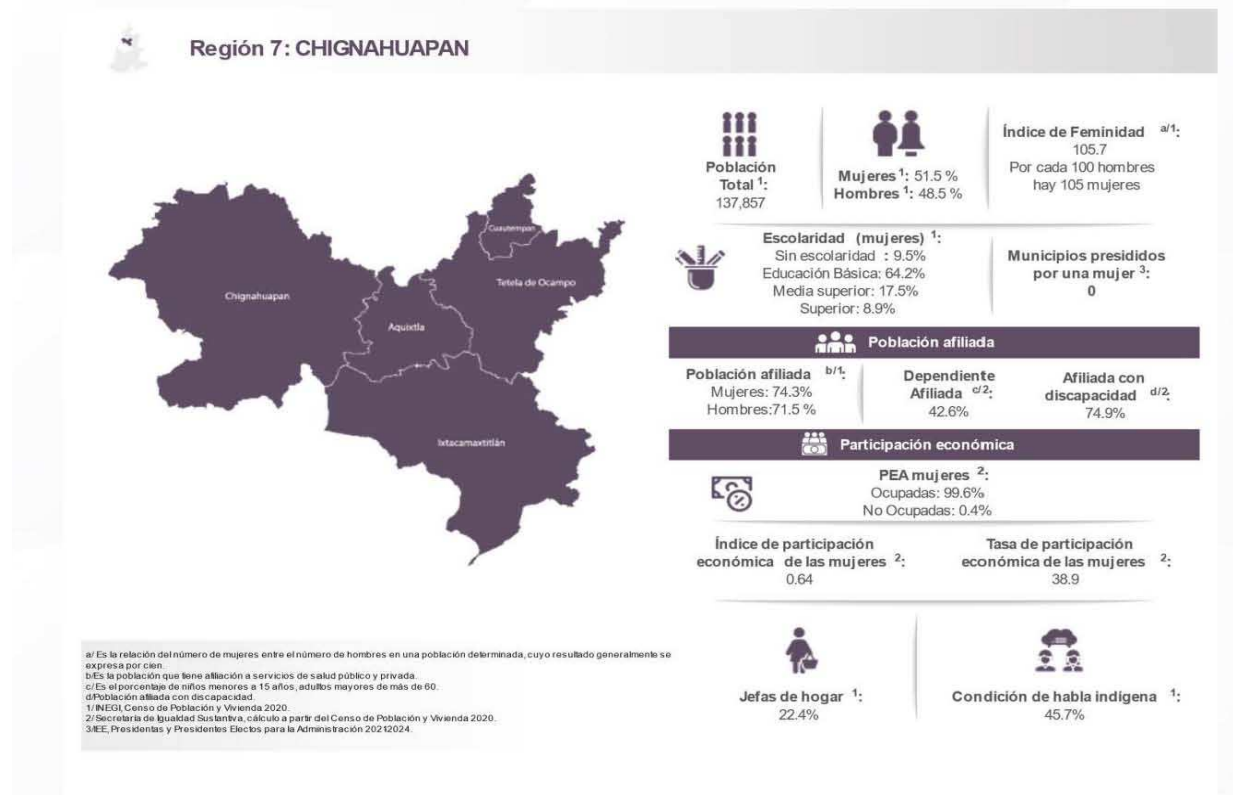 Región 7: CHIGNAHUAPAN
Cuautempan
Tetela de Ocampo
Chignahuapan
Aquixtla
Ixtacamaxtitlán
Población
Total 1:
137,857
Mujeres 1: 51.5 %
Hombres 1: 48.5 %
Índice de Feminidad a/1:
105.7
Por cada 100 hombres
hay 105 mujeres
Escolaridad (mujeres) 1:
Sin escolaridad : 9.5%
Educación Básica: 64.2%
Media superior: 17.5%
Superior: 8.9%
Municipios presididos
por una mujer 3:
0
Población afiliada
Población afiliada b/1:
Mujeres: 74.3%
Hombres:71.5 %
Dependiente
Afiliada c/2:
42.6%
Afiliada con
discapacidad d/2:
74.9%
Participación económica
PEA mujeres 2:
Ocupadas: 99.6%
No Ocupadas: 0.4%
Índice de participación
económica de las mujeres 2:
0.64
Tasa de participación
económica de las mujeres 2:
38.9
Jefas de hogar 1:
22.4%
Condición de habla indigena 1:
45.7%
a/ Es la relación del número de mujeres entre el número de hombres en una población determinada, cuyo resultado generalmente se
expresa por cien.
b/Es la población que tiene afiliación a servicios de salud público y privada.
c/ Es el porcentaje de niños menores a 15 años, adultos mayores de más de 60.
d/Población afiliada con discapacidad.
1/ INEGI, Censo de Población y Vivienda 2020.
2/ Secretaría de Igualdad Sustantiva, cálculo a partir del Censo de Población y Vivienda 2020.
3/IEE, Presidentas y Presidentes Electos para la Administración 20212024.